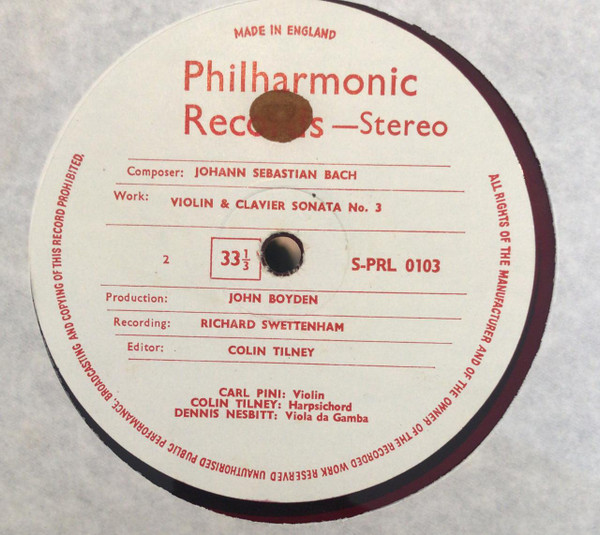 MADE IN ENGLAND
Philharmonic
Records —Stereo
Composer: JOHANN SEBASTIAN BACH
Work: VIOLIN & CLAVIER SONATA No. 3
2 33⅓ S-PRL 0103
Production: JOHN BOYDEN
Recording: RICHARD SWETTENHAM
Editor: COLIN TILNEY
CARL PINI: Violin
COLIN TILNEY: Harpsichord
DENNIS NESBITT: Viola da Gamba
ALL RIGHTS OF THE MANUFACTURER AND OF THE OWNER OF THE RECORDED WORK RESERVED UNAUTHORISED PUBLIC PERFORMANCE, BROADCASTING AND COPYING OF THIS RECORD PROHIBITED.